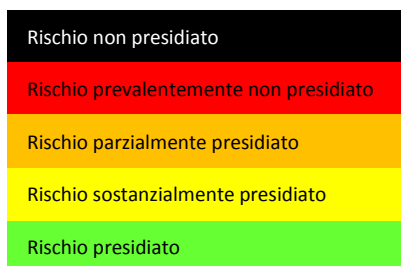 Rischio non presidiato
Rischio prevalentemente non presidiato
Rischio parzialmente presidiato
Rischio sostanzialmente presidiato
Rischio presidiato